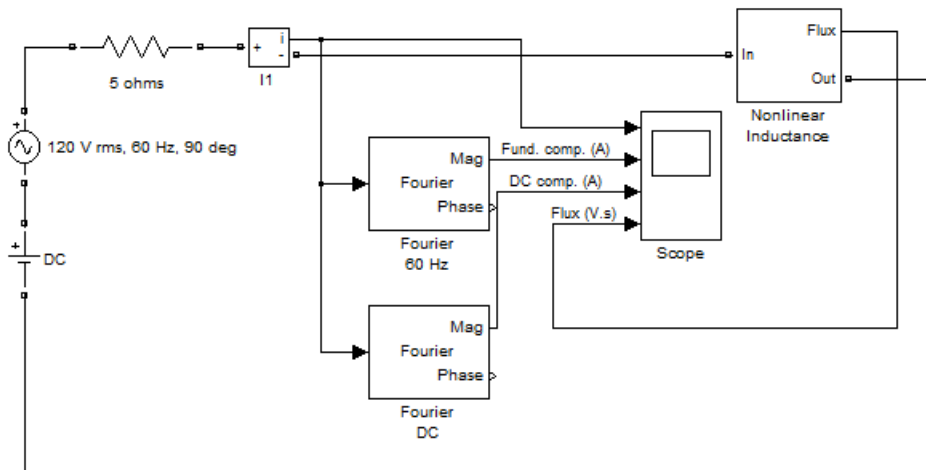 5 ohms
+
i
-
I1
In
Flux
Out
Nonlinear
Inductance
+
120 V rms, 60 Hz, 90 deg
Mag
Fourier
Phase
Fourier
60 Hz
Fund. comp. (A)
DC comp. (A)
Flux (V.s)
Scope
+
DC
Mag
Fourier
Phase
Fourier
DC